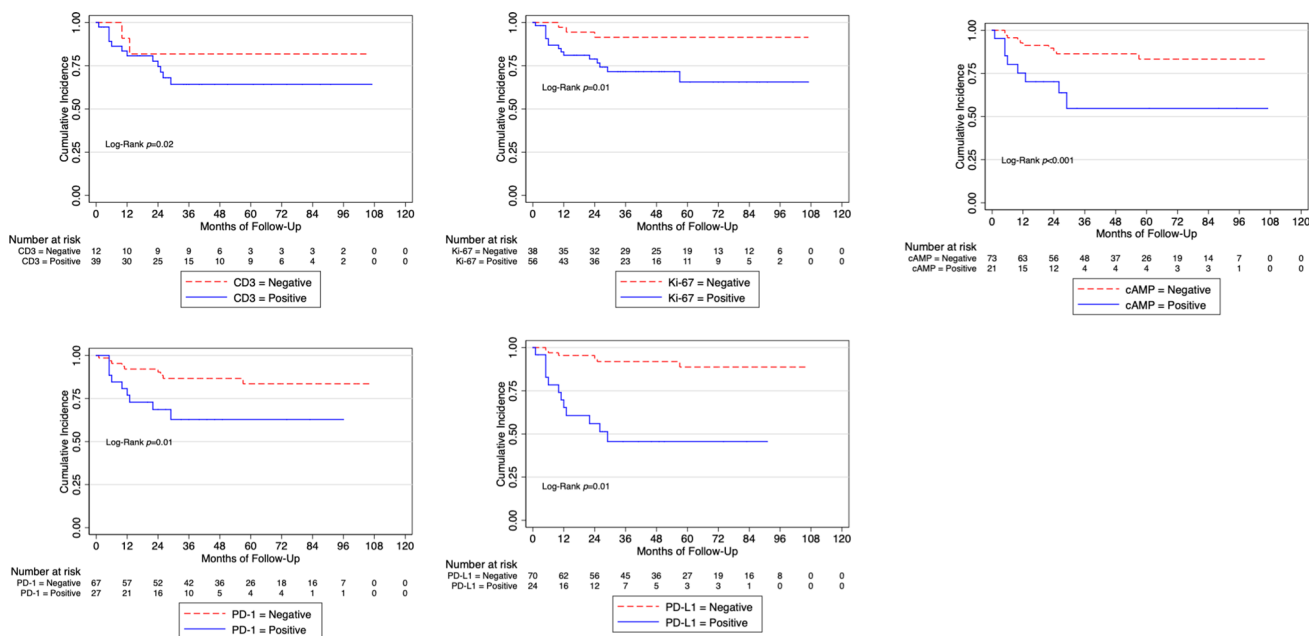 Cumulative Incidence
1.00
0.75
0.50
0.25
0.00
Log-Rank p=0.02
0 12 24 36 48 60 72 84 96 108 120
Months of Follow-Up
Number at risk
CD3 = Negative 12 10 9 9 6 3 3 3 2 0 0
CD3 = Positive 39 30 25 15 10 9 6 4 2 0 0
CD3 = Negative
CD3 = Positive
Cumulative Incidence
1.00
0.75
0.50
0.25
0.00
Log-Rank p=0.01
0 12 24 36 48 60 72 84 96 108 120
Months of Follow-Up
Number at risk
Ki-67 = Negative 38 35 32 29 25 19 13 12 6 0 0
Ki-67 = Positive 56 43 36 23 16 11 9 5 2 0 0
Ki-67 = Negative
Ki-67 = Positive
Cumulative Incidence
1.00
0.75
0.50
0.25
0.00
Log-Rank p<0.001
0 12 24 36 48 60 72 84 96 108 120
Months of Follow-Up
Number at risk
cAMP = Negative 73 63 56 48 37 26 19 14 7 0 0
cAMP = Positive 21 15 12 4 4 4 3 3 1 0 0
cAMP = Negative
cAMP = Positive
Cumulative Incidence
1.00
0.75
0.50
0.25
0.00
Log-Rank p=0.01
0 12 24 36 48 60 72 84 96 108 120
Months of Follow-Up
Number at risk
PD-1 = Negative 67 57 52 42 36 26 18 16 7 0 0
PD-1 = Positive 27 21 16 10 5 4 4 1 1 0 0
PD-1 = Negative
PD-1 = Positive
Cumulative Incidence
1.00
0.75
0.50
0.25
0.00
Log-Rank p=0.01
0 12 24 36 48 60 72 84 96 108 120
Months of Follow-Up
Number at risk
PD-L1 = Negative 70 62 56 45 36 27 19 16 8 0 0
PD-L1 = Positive 24 16 12 7 5 3 3 1 0 0 0
PD-L1 = Negative
PD-L1 = Positive